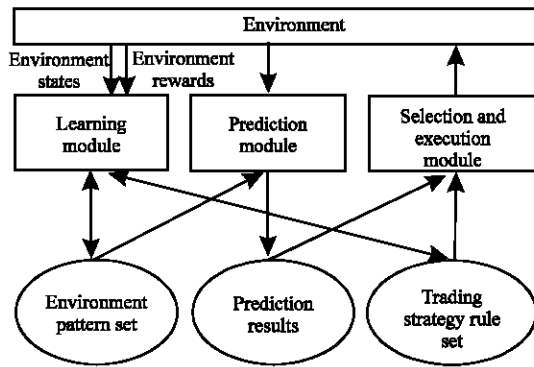 Environment
Environment
states
Environment
rewards
Learning
module
Prediction
module
Selection and
execution
module
Environment
pattern set
Prediction
results
Trading
strategy rule
set